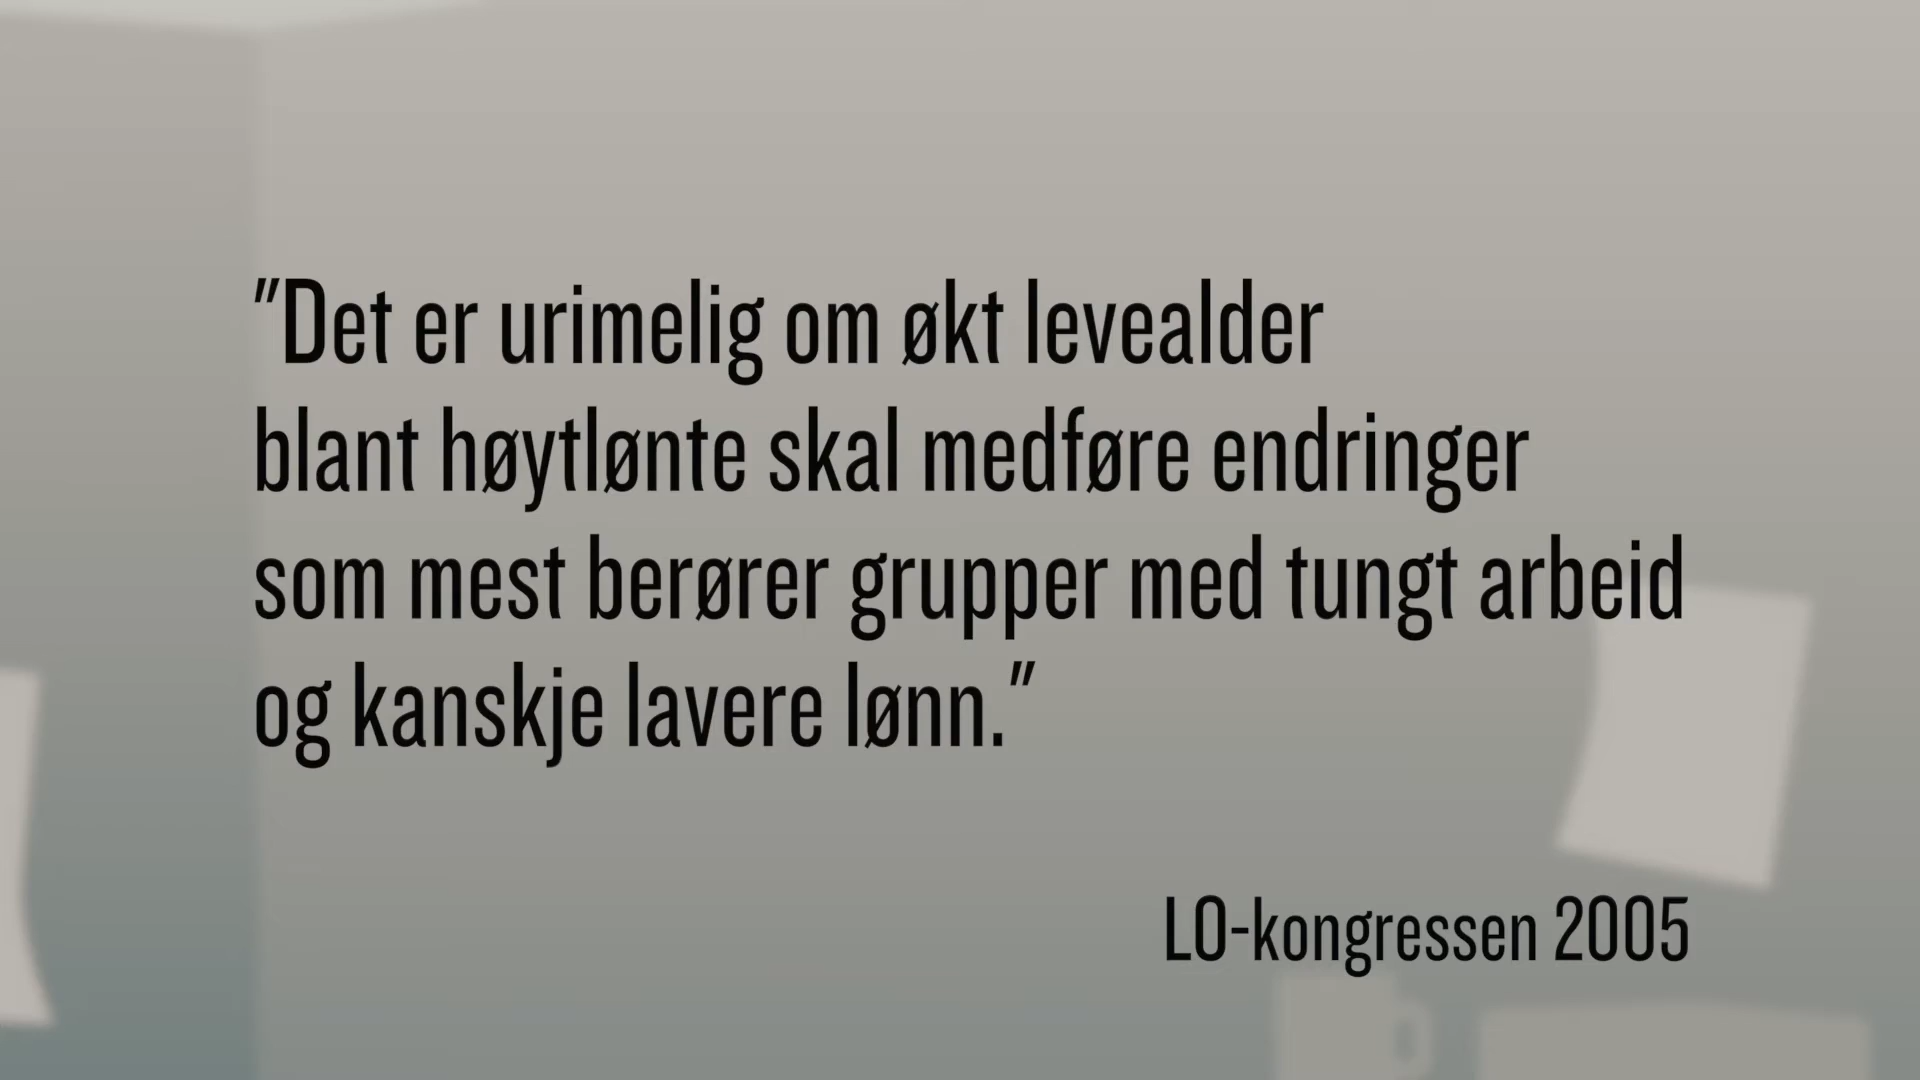 "Det er urimelig om økt levealder
blant høytlønte skal medføre endringer
som mest berører grupper med tungt arbeid
og kanskje lavere lønn."
LO-kongressen 2005